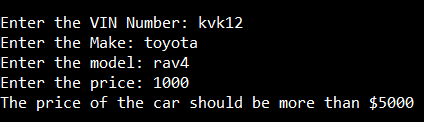 Enter the VIN Number: kvk12
Enter the Make: toyota
Enter the model: rav4
Enter the price: 1000
The price of the car should be more than $5000